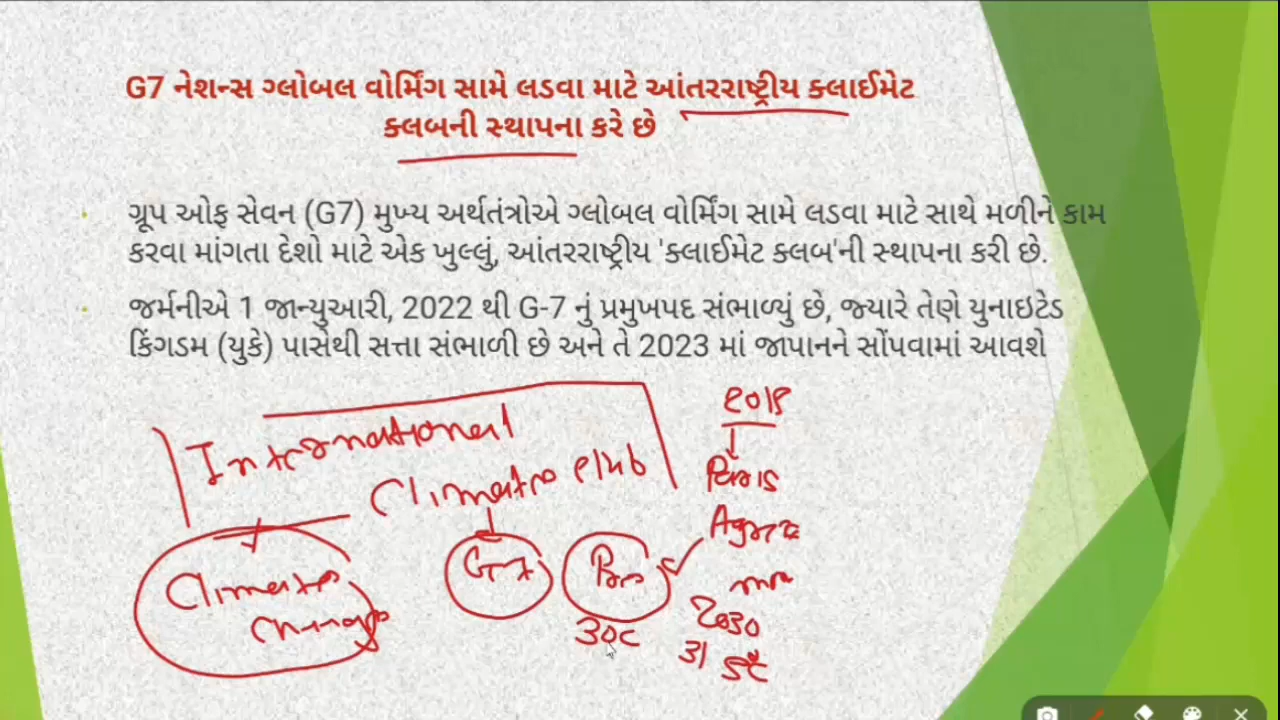 G7 નેશન્સ ગ્લોબલ વોર્મિંગ સામે લડવા માટે આંતરરાષ્ટ્રીય ક્લાઈમેટ
ક્લબની સ્થાપના કરે છે
ગ્રૂપ ઓફ સેવન (G7) મુખ્ય અર્થતંત્રોએ ગ્લોબલ વોર્મિંગ સામે લડવા માટે સાથે મળીને કામ
કરવા માંગતા દેશો માટે એક ખુલ્લું, આંતરરાષ્ટ્રીય 'ક્લાઈમેટ ક્લબ'ની સ્થાપના કરી છે.
જર્મનીએ 1 જાન્યુઆરી, 2022 થી G-7 નું પ્રમુખપદ સંભાળ્યું છે, જ્યારે તેણે યુનાઇટેડ
કિંગડમ (યુકે) પાસેથી સત્તા સંભાળી છે અને તે 2023 માં જાપાનને સોંપવામાં આવશે
International
Climate club
Climate
Change
G7
2030